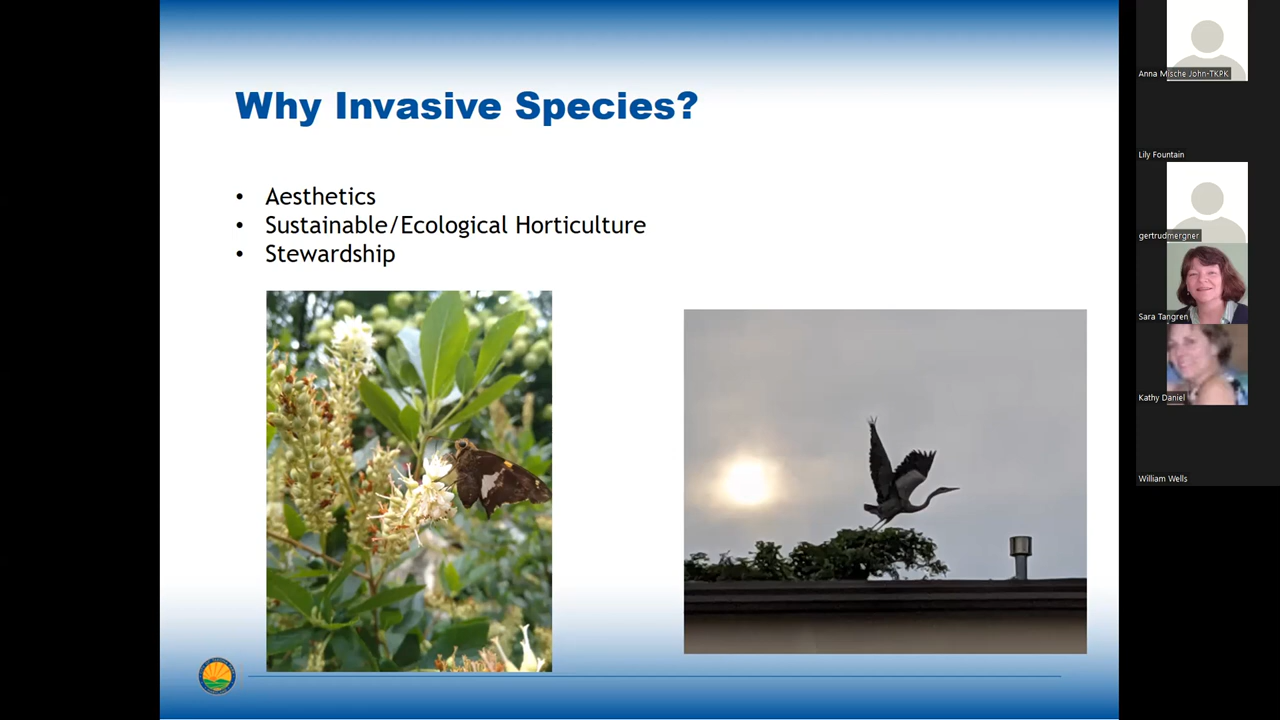 Why Invasive Species?
• Aesthetics
• Sustainable/Ecological Horticulture
• Stewardship
Anna Mische John-TKPK
Lily Fountain
gertrudmergner
Sara Tangren
Kathy Daniel
William Wells